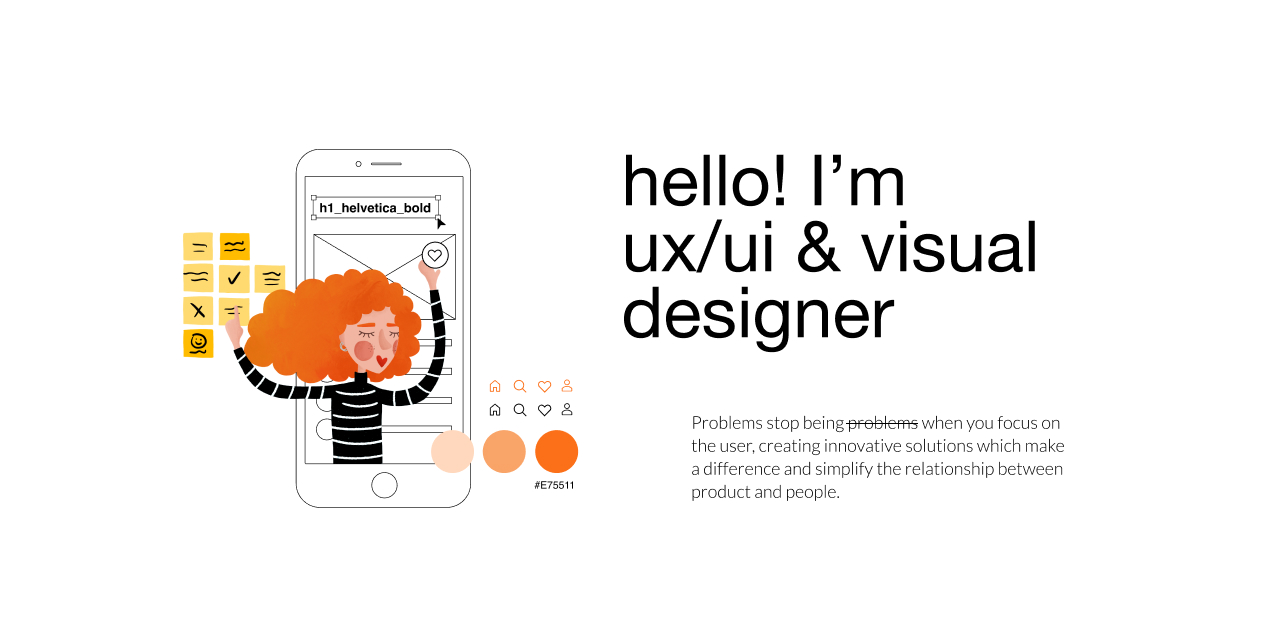 h1_helvetica_bold
#E75511
hello! I’m
ux/ui & visual
designer
Problems stop being problems when you focus on
the user, creating innovative solutions which make
a difference and simplify the relationship between
product and people.